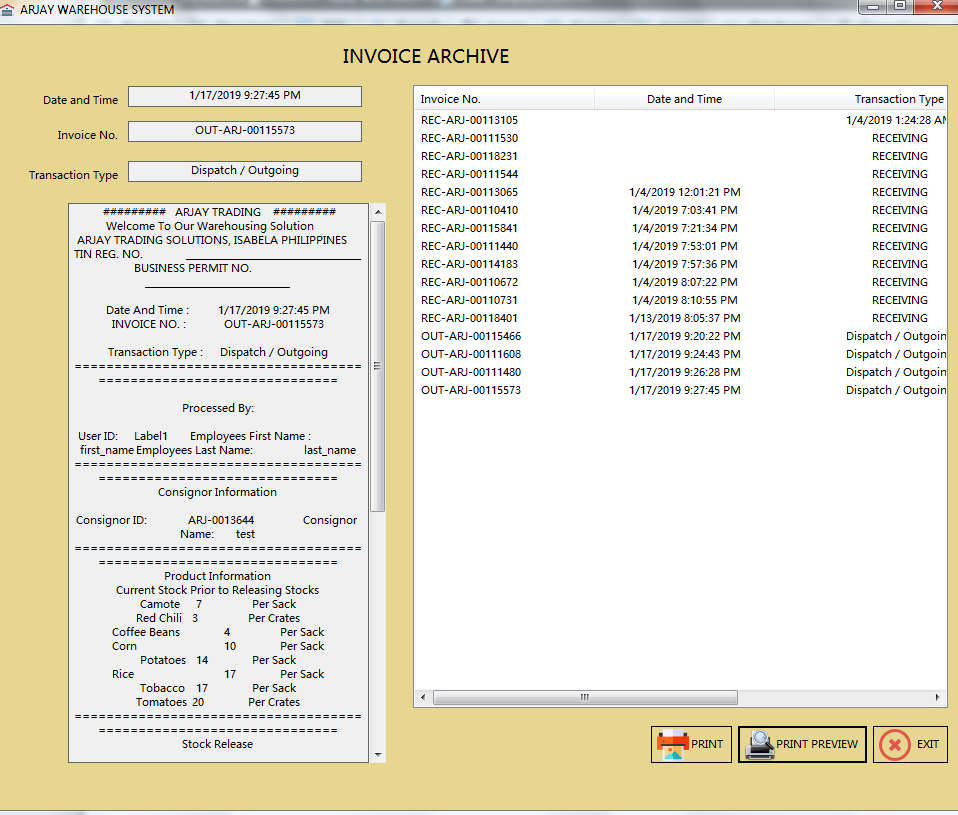 ARJAY WAREHOUSE SYSTEM
INVOICE ARCHIVE
Date and Time 1/17/2019 9:27:45 PM
Invoice No. OUT-ARJ-00115573
Transaction Type Dispatch / Outgoing
######### ARJAY TRADING #########
Welcome To Our Warehousing Solution
ARJAY TRADING SOLUTIONS, ISABELA PHILIPPINES
TIN REG. NO. ____________________________
BUSINESS PERMIT NO.
_______________________
Date And Time : 1/17/2019 9:27:45 PM
INVOICE NO. : OUT-ARJ-00115573
Transaction Type : Dispatch / Outgoing
====================================
==============================
Processed By:
User ID: Label1 Employees First Name :
first_name Employees Last Name: last_name
====================================
==============================
Consignor Information
Consignor ID: ARJ-0013644 Consignor
Name: test
====================================
==============================
Product Information
Current Stock Prior to Releasing Stocks
Camote 7 Per Sack
Red Chili 3 Per Crates
Coffee Beans 4 Per Sack
Corn 10 Per Sack
Potatoes 14 Per Sack
Rice 17 Per Sack
Tobacco 17 Per Sack
Tomatoes 20 Per Crates
====================================
==============================
Stock Release
Invoice No. Date and Time Transaction Type
REC-ARJ-00113105 1/4/2019 1:24:28 AM
REC-ARJ-00111530 RECEIVING
REC-ARJ-00118231 RECEIVING
REC-ARJ-00111544 RECEIVING
REC-ARJ-00113065 1/4/2019 12:01:21 PM RECEIVING
REC-ARJ-00110410 1/4/2019 7:03:41 PM RECEIVING
REC-ARJ-00115841 1/4/2019 7:21:34 PM RECEIVING
REC-ARJ-00111440 1/4/2019 7:53:01 PM RECEIVING
REC-ARJ-00114183 1/4/2019 7:57:36 PM RECEIVING
REC-ARJ-00110672 1/4/2019 8:07:22 PM RECEIVING
REC-ARJ-00110731 1/4/2019 8:10:55 PM RECEIVING
REC-ARJ-00118401 1/13/2019 8:05:37 PM RECEIVING
OUT-ARJ-00115466 1/17/2019 9:20:22 PM Dispatch / Outgoin
OUT-ARJ-00111608 1/17/2019 9:24:43 PM Dispatch / Outgoin
OUT-ARJ-00111480 1/17/2019 9:26:28 PM Dispatch / Outgoin
OUT-ARJ-00115573 1/17/2019 9:27:45 PM Dispatch / Outgoin
PRINT
PRINT PREVIEW
EXIT